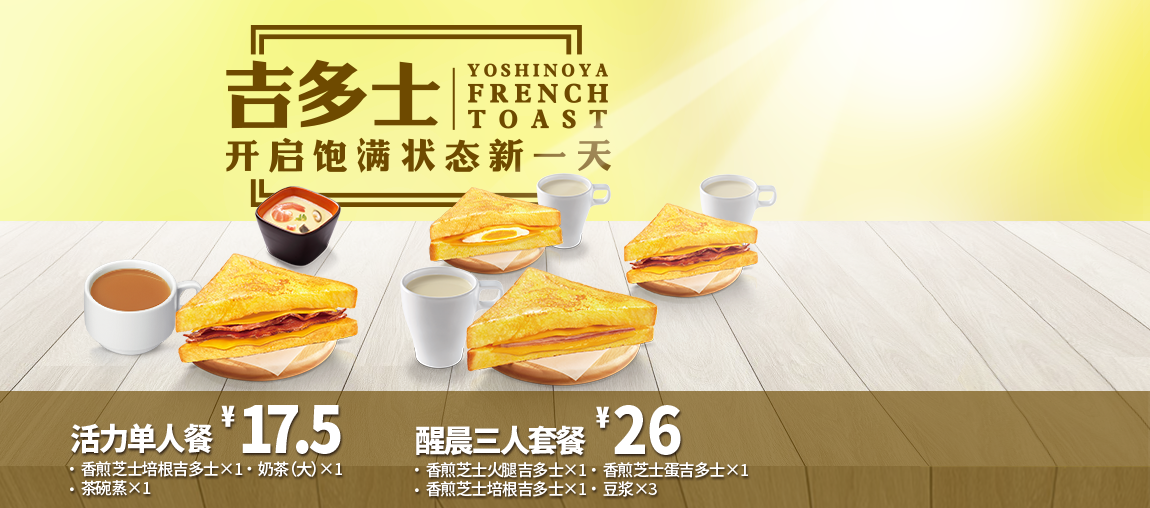 吉多士
YOSHINOYA
FRENCH
TOAST
开启饱满状态新一天
活力单人餐 ¥17.5
· 香煎芝士培根吉多士×1 · 奶茶(大)×1
· 茶碗蒸×1
醒晨三人套餐 ¥26
· 香煎芝士火腿吉多士×1 · 香煎芝士蛋吉多士×1
· 香煎芝士培根吉多士×1 · 豆浆×3